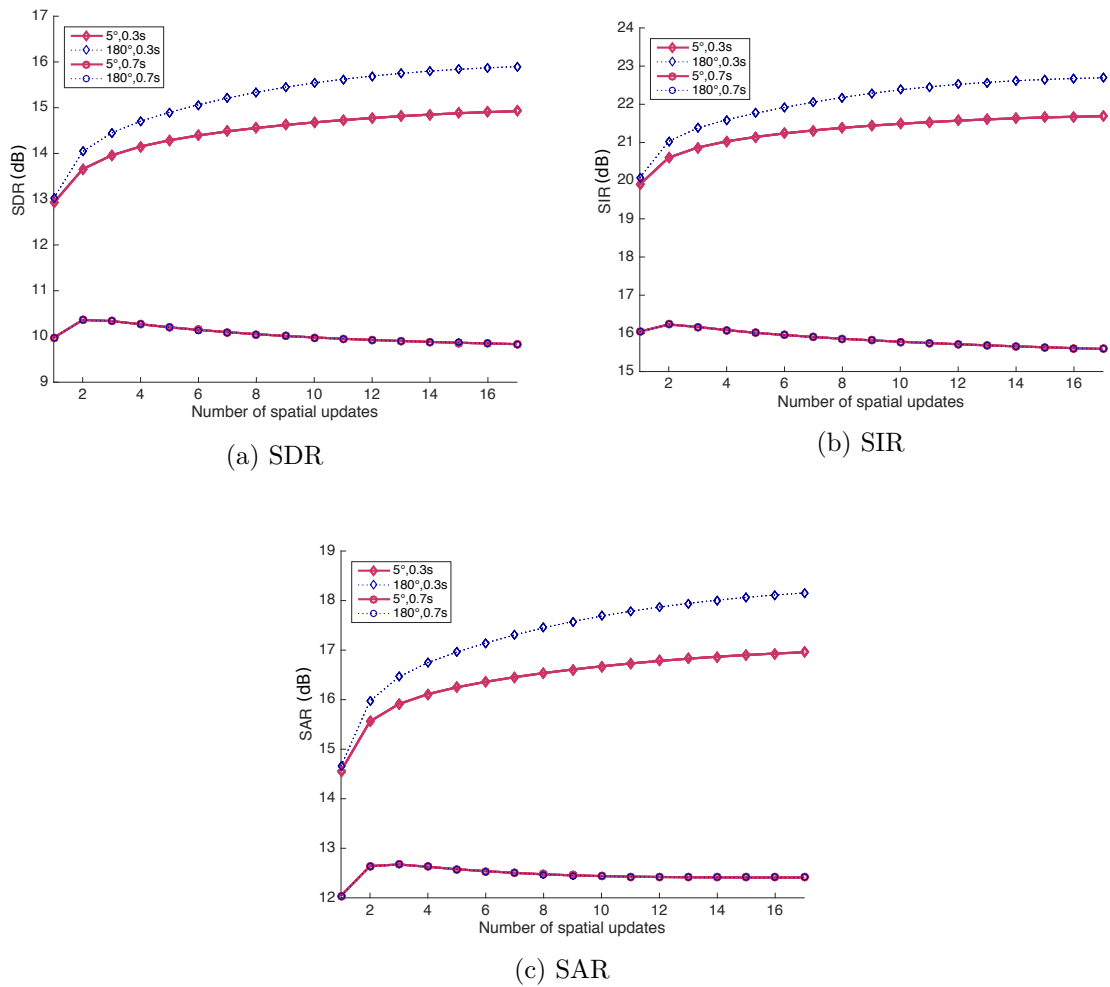 17
16
15
14
13
12
11
10
9
SDR (dB)
5°,0.3s
180°,0.3s
5°,0.7s
180°,0.7s
2 4 6 8 10 12 14 16
Number of spatial updates
(a) SDR
24
23
22
21
20
19
18
17
16
15
SIR (dB)
5°,0.3s
180°,0.3s
5°,0.7s
180°,0.7s
2 4 6 8 10 12 14 16
Number of spatial updates
(b) SIR
19
18
17
16
15
14
13
12
SAR (dB)
5°,0.3s
180°,0.3s
5°,0.7s
180°,0.7s
2 4 6 8 10 12 14 16
Number of spatial updates
(c) SAR